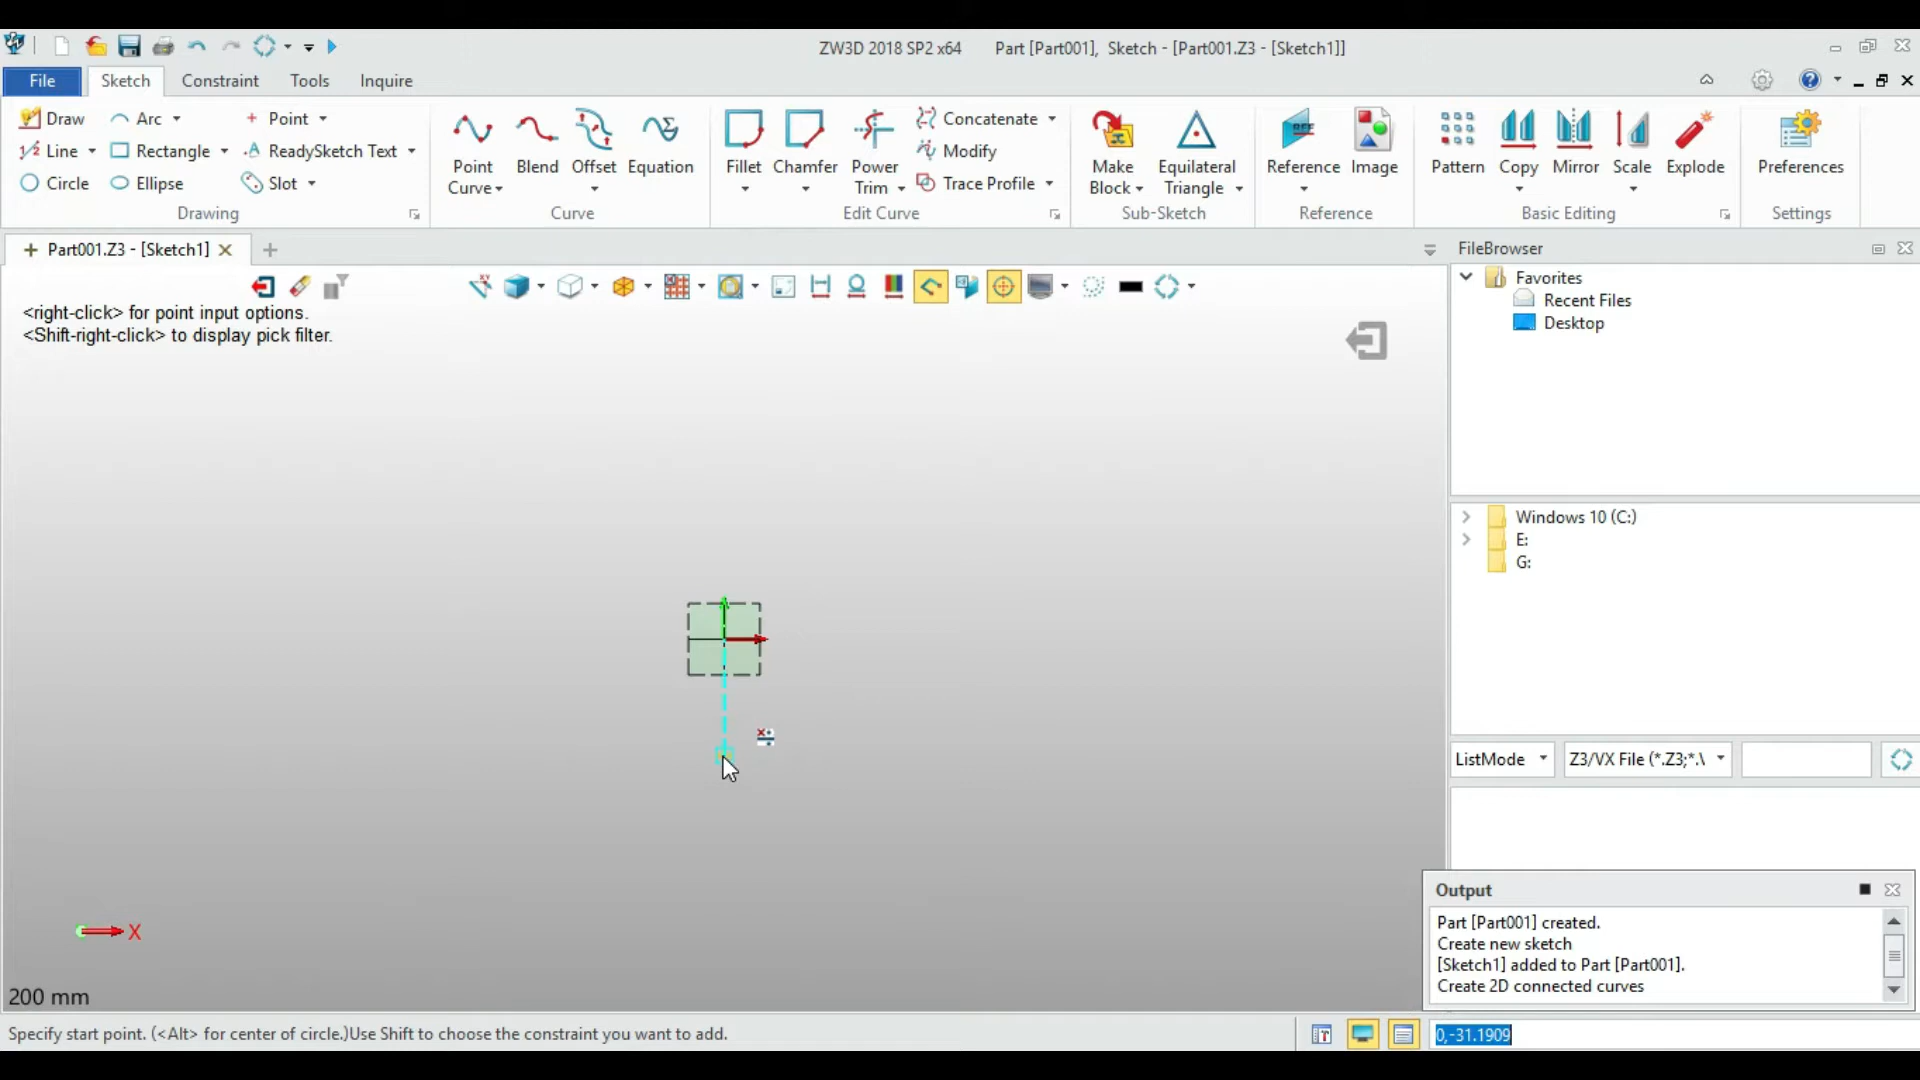 ZW3D 2018 SP2 x64 Part [Part001], Sketch - [Part001.Z3 - [Sketch1]]
File Sketch Constraint Tools Inquire
Draw Arc Point
Line Rectangle ReadySketch Text
Circle Ellipse Slot
Drawing
Point Curve Blend Offset Equation
Curve
Fillet Chamfer Power Trim
Concatenate
Modify
Trace Profile
Edit Curve
Make Block Equilateral Triangle
Sub-Sketch
Reference Image
Reference
Pattern Copy Mirror Scale Explode
Basic Editing
Preferences
Settings
Part001.Z3 - [Sketch1]
<right-click> for point input options.
<Shift-right-click> to display pick filter.
X
200 mm
FileBrowser
Favorites
Recent Files
Desktop
Windows 10 (C:)
E:
G:
ListMode Z3/VX File (*.Z3;*.\
Output
Part [Part001] created.
Create new sketch
[Sketch1] added to Part [Part001].
Create 2D connected curves
Specify start point. (<Alt> for center of circle.)Use Shift to choose the constraint you want to add.
0,-31.1909